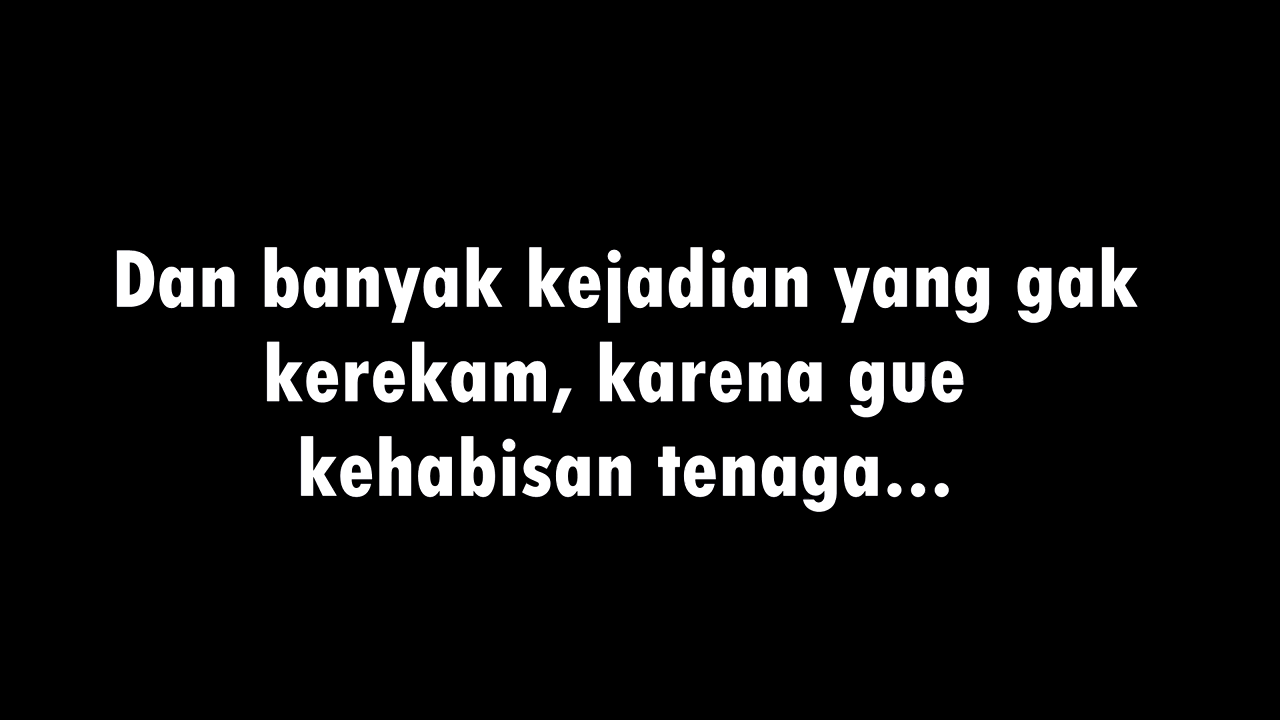 Dan banyak kejadian yang gak
kerekam, karena gue
kehabisan tenaga...